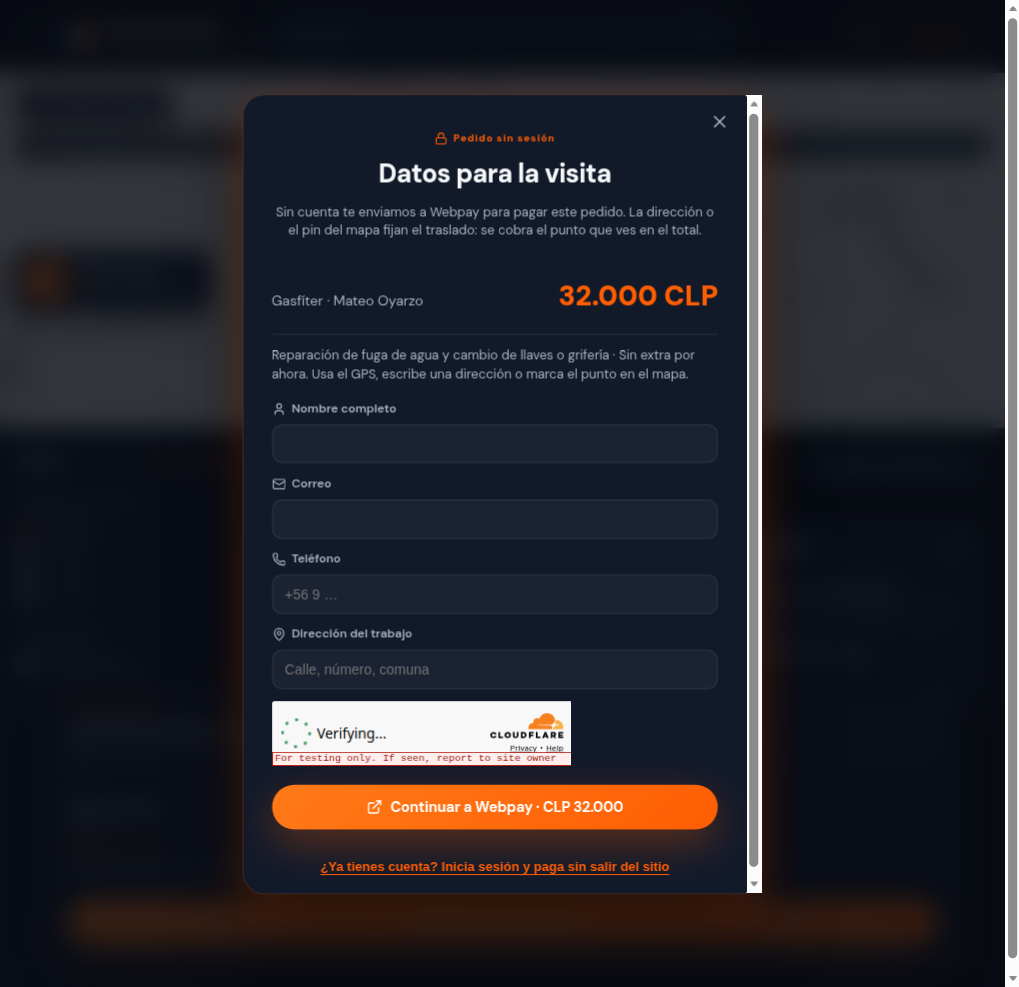 Pedido sin sesión
Datos para la visita
Sin cuenta te enviamos a Webpay para pagar este pedido. La dirección o
el pin del mapa fijan el traslado: se cobra el punto que ves en el total.
Gasfíter · Mateo Oyarzo
32.000 CLP
Reparación de fuga de agua y cambio de llaves o grifería · Sin extra por
ahora. Usa el GPS, escribe una dirección o marca el punto en el mapa.
Nombre completo
Correo
Teléfono
+56 9 …
Dirección del trabajo
Calle, número, comuna
Verifying...
CLOUDFLARE
Privacy • Help
For testing only. If seen, report to site owner
Continuar a Webpay · CLP 32.000
¿Ya tienes cuenta? Inicia sesión y paga sin salir del sitio